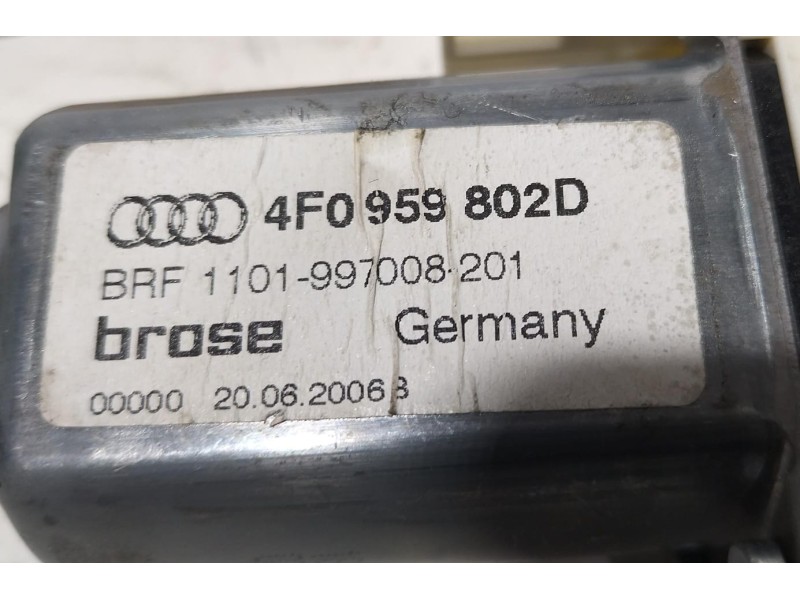 4F0 959 802D
BRF 1101-997008-201
brose Germany
00000 20.06.2006 B